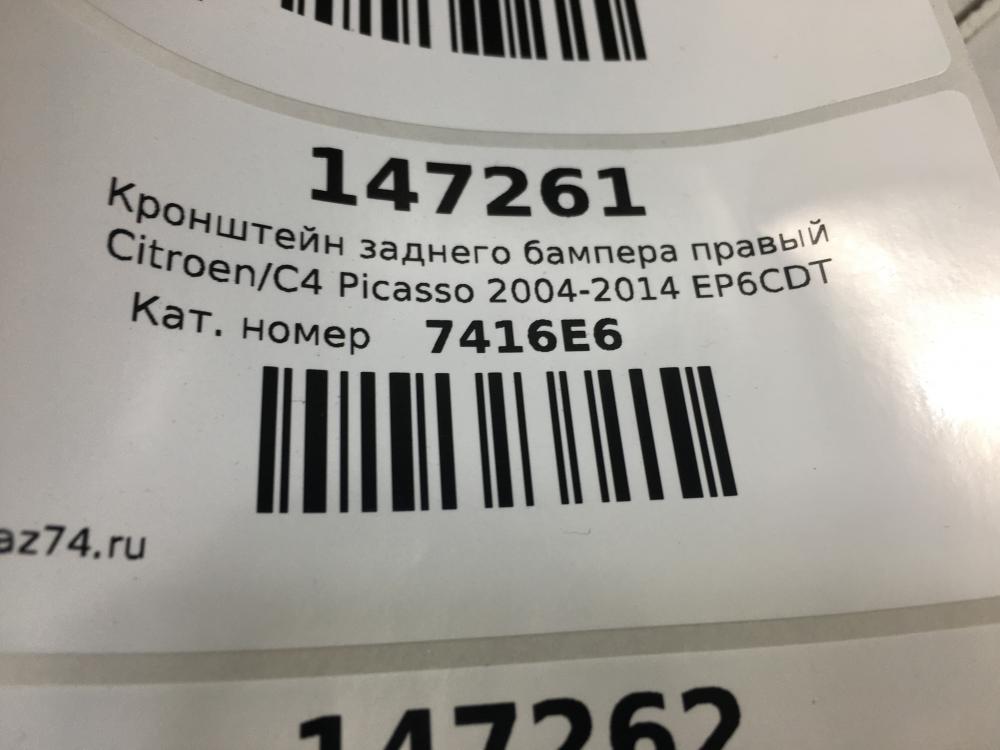 147261
Кронштейн заднего бампера правый
Citroen/C4 Picasso 2004-2014 EP6CDT
Кат. номер 7416E6
az74.ru
147262